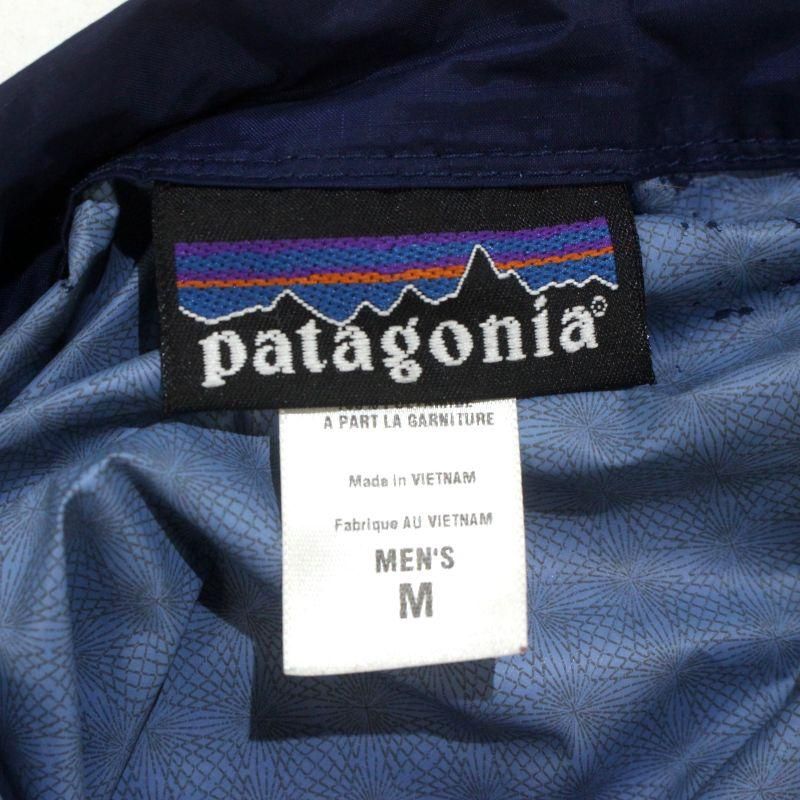 patagonia®
A PART LA GARNITURE
Made in VIETNAM
Fabrique AU VIETNAM
MEN'S
M